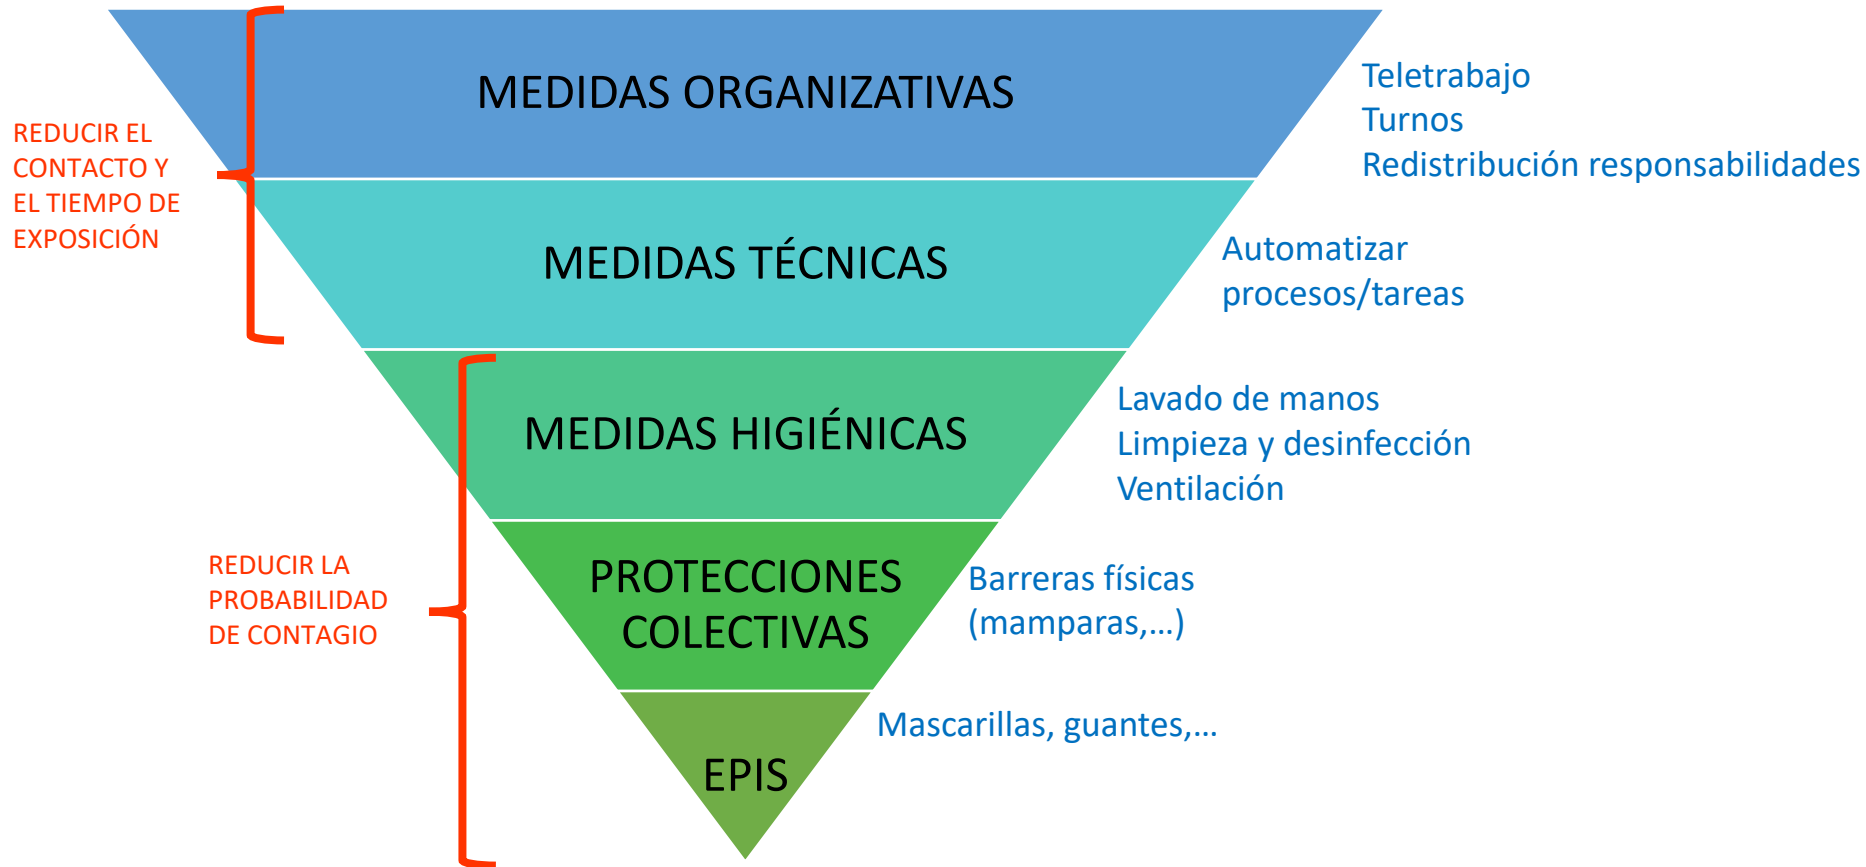 MEDIDAS ORGANIZATIVAS
Teletrabajo
Turnos
Redistribución responsabilidades
REDUCIR EL
CONTACTO Y
EL TIEMPO DE
EXPOSICIÓN
MEDIDAS TÉCNICAS
Automatizar
procesos/tareas
MEDIDAS HIGIÉNICAS
Lavado de manos
Limpieza y desinfección
Ventilación
REDUCIR LA
PROBABILIDAD
DE CONTAGIO
PROTECCIONES
COLECTIVAS
Barreras físicas
(mamparas,...)
EPIS
Mascarillas, guantes,...